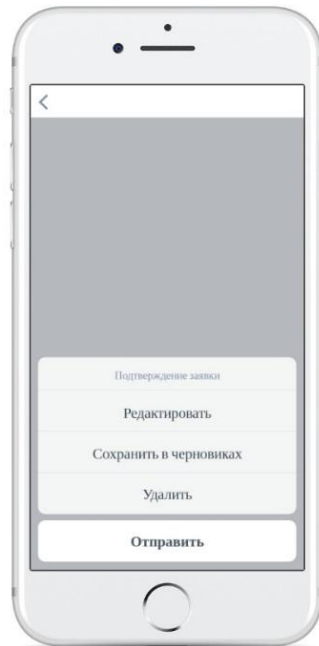 Подтверждение заявки
Редактировать
Сохранить в черновиках
Удалить
Отправить